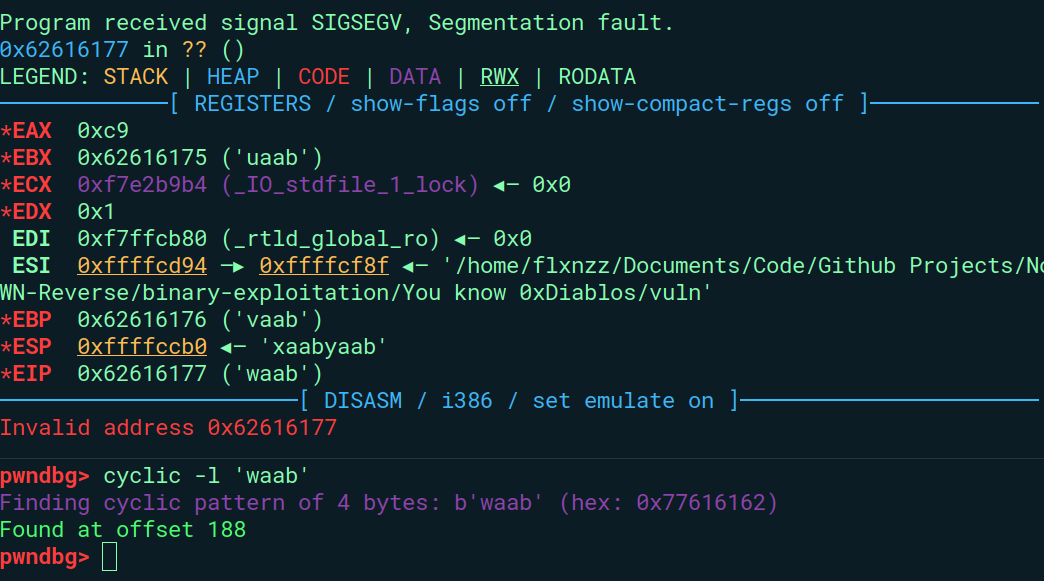 Program received signal SIGSEGV, Segmentation fault.
0x62616177 in ?? ()
LEGEND: STACK | HEAP | CODE | DATA | RWX | RODATA
[ REGISTERS / show-flags off / show-compact-regs off ]
*EAX  0xc9
*EBX  0x62616175 ('uaab')
*ECX  0xf7e2b9b4 (_IO_stdfile_1_lock) ◂— 0x0
*EDX  0x1
 EDI  0xf7ffcb80 (_rtld_global_ro) ◂— 0x0
 ESI  0xffffcd94 —▸ 0xffffcf8f ◂— '/home/flxnzz/Documents/Code/Github Projects/No
WN-Reverse/binary-exploitation/You know 0xDiablos/vuln'
*EBP  0x62616176 ('vaab')
*ESP  0xffffccb0 ◂— 'xaabyaab'
*EIP  0x62616177 ('waab')
[ DISASM / i386 / set emulate on ]
Invalid address 0x62616177
pwndbg> cyclic -l 'waab'
Finding cyclic pattern of 4 bytes: b'waab' (hex: 0x77616162)
Found at offset 188
pwndbg>